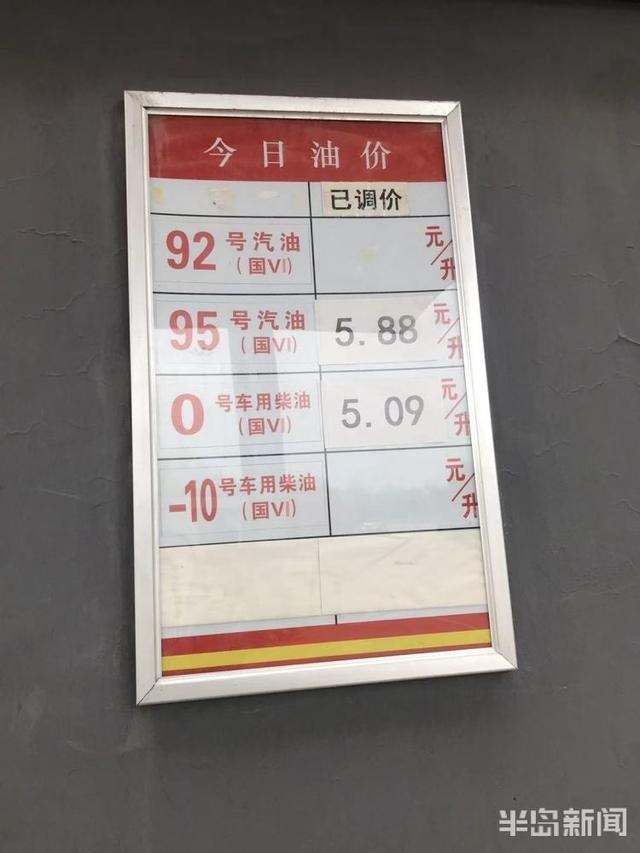 今日油价
已调价
92 号汽油 元/升
(国VI)
95 号汽油 5.88 元/升
(国VI)
0 号车用柴油 5.09 元/升
(国VI)
-10 号车用柴油 元/升
(国VI)
半岛新闻